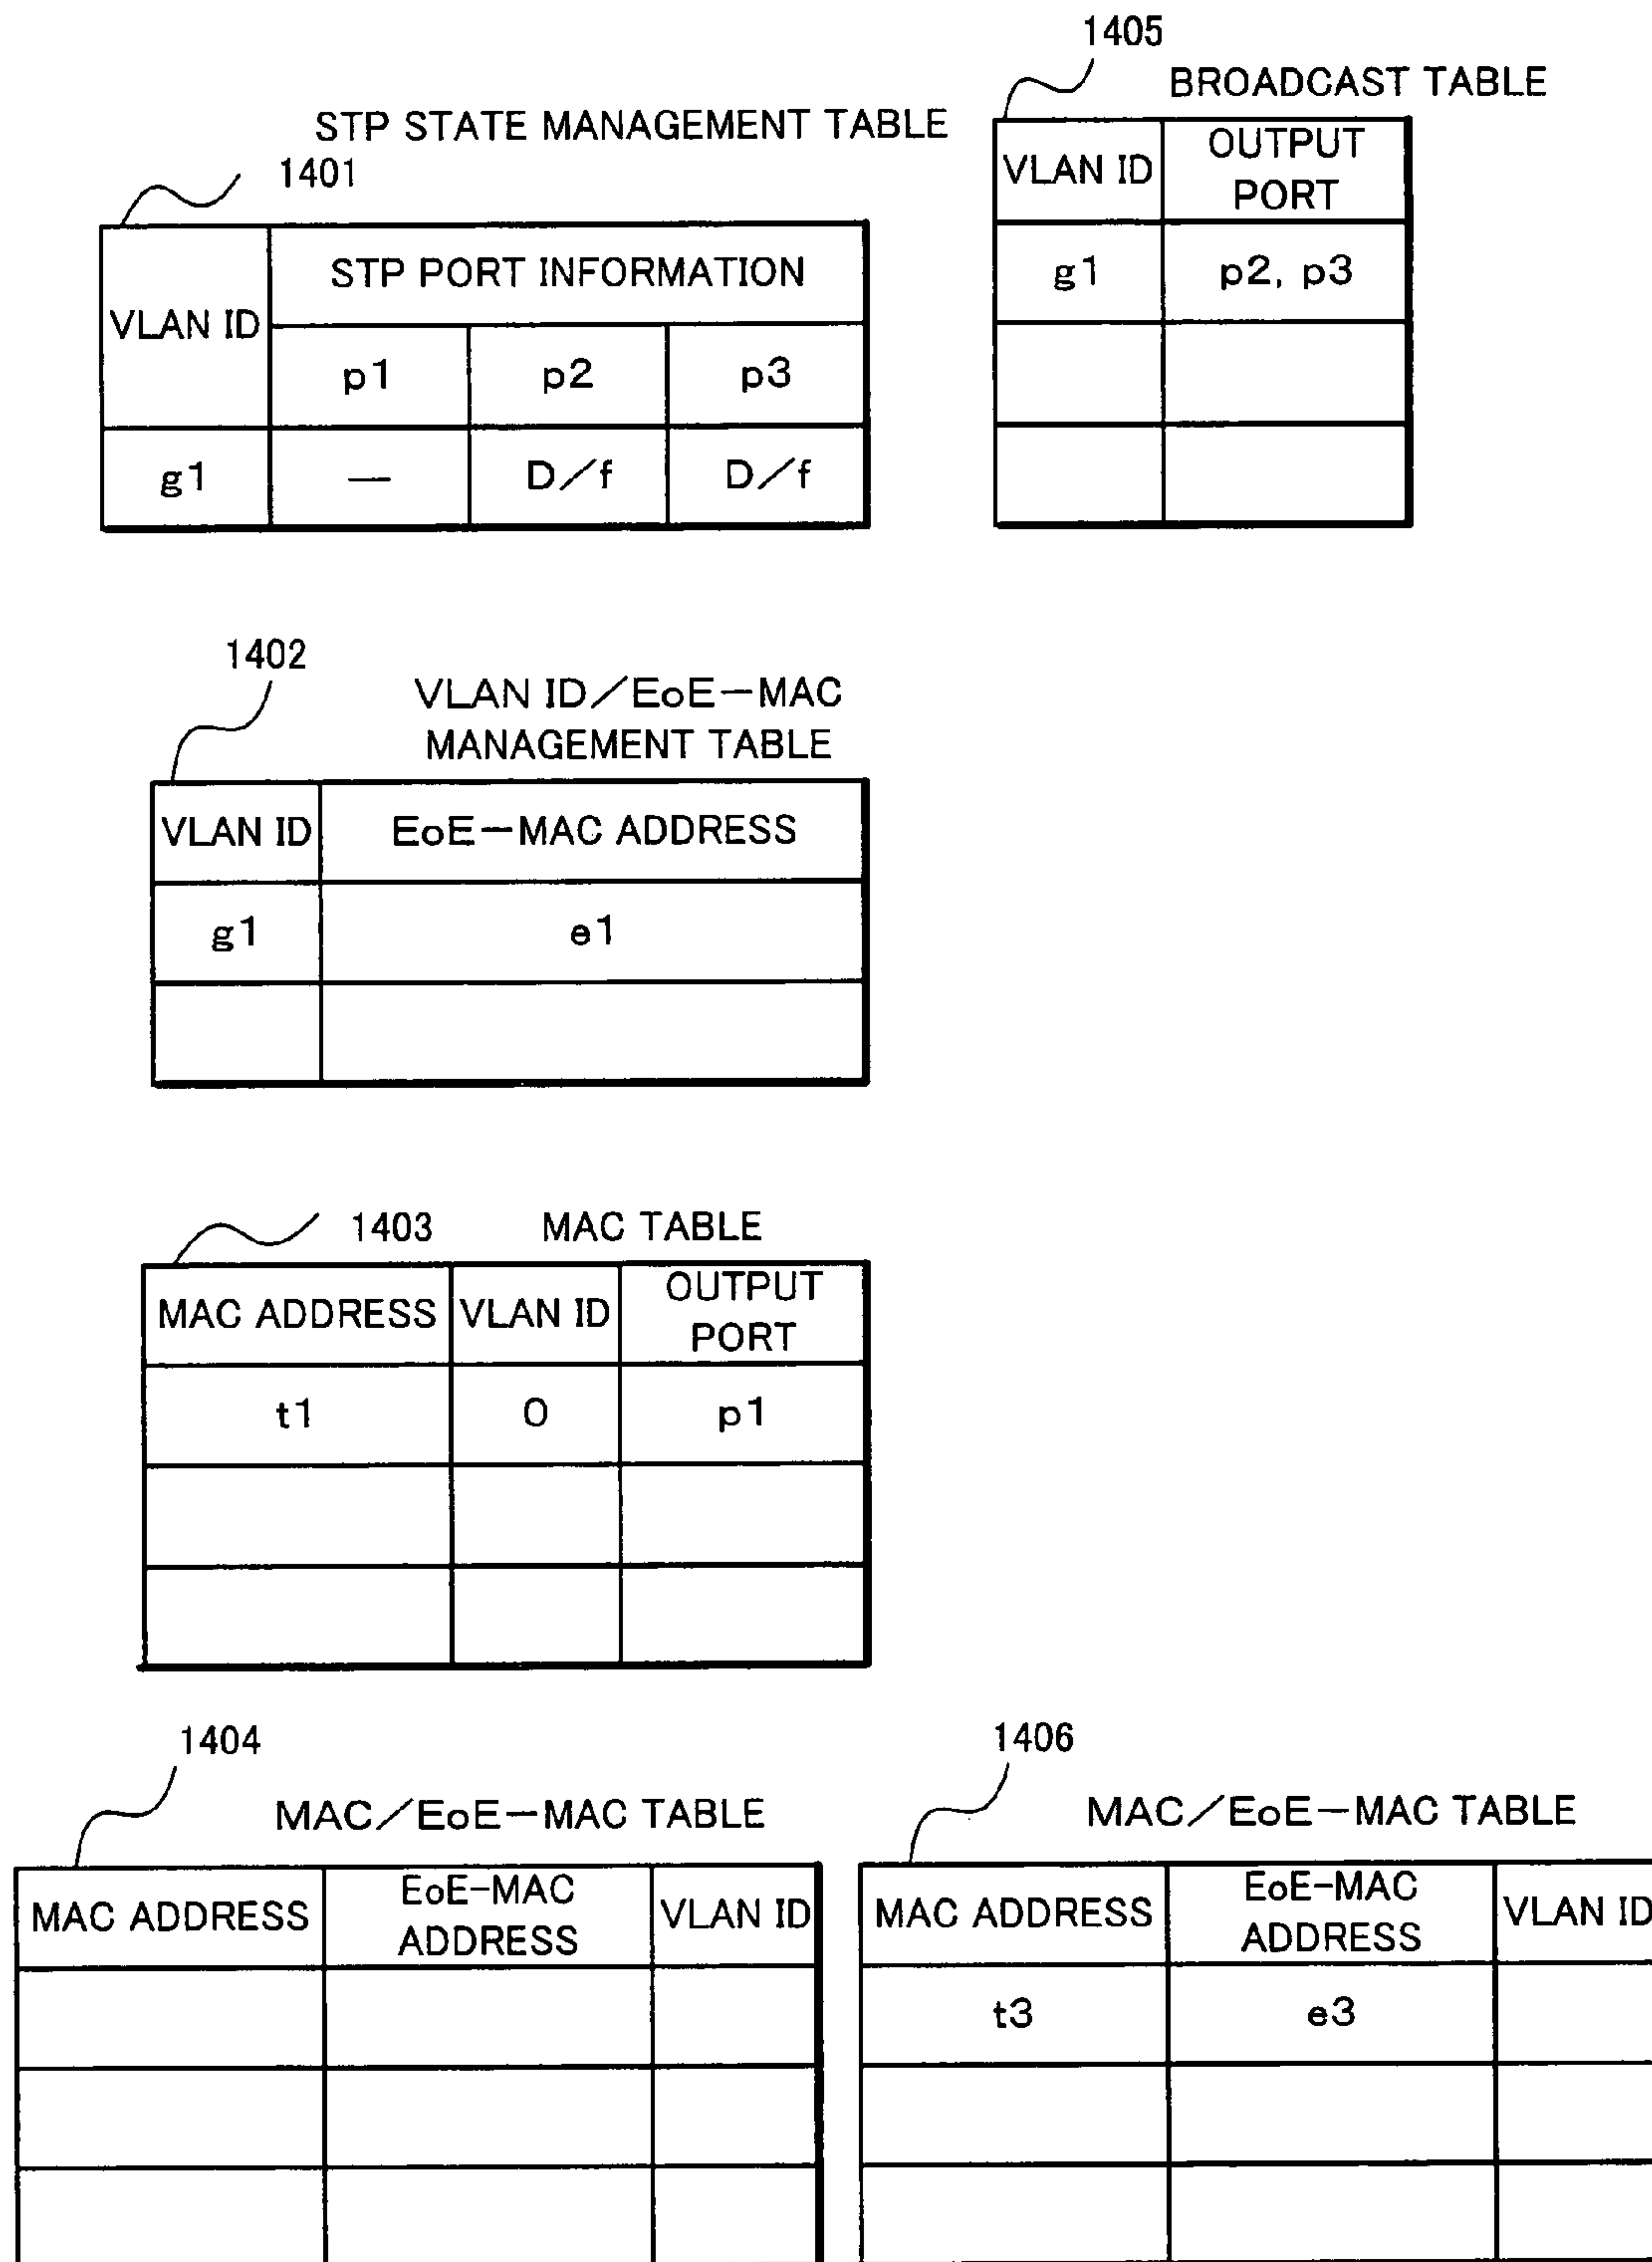 STP STATE MANAGEMENT TABLE
1401
VLAN ID
STP PORT INFORMATION
p1 p2 p3
g1 — D/f D/f
1405
BROADCAST TABLE
VLAN ID
OUTPUT
PORT
g1 p2, p3
1402
VLAN ID/EoE-MAC
MANAGEMENT TABLE
VLAN ID EoE-MAC ADDRESS
g1 e1
1403 MAC TABLE
MAC ADDRESS VLAN ID
OUTPUT
PORT
t1 0 p1
1404
MAC/EoE-MAC TABLE
MAC ADDRESS
EoE-MAC
ADDRESS
VLAN ID
1406
MAC/EoE-MAC TABLE
MAC ADDRESS
EoE-MAC
ADDRESS
VLAN ID
t3 e3